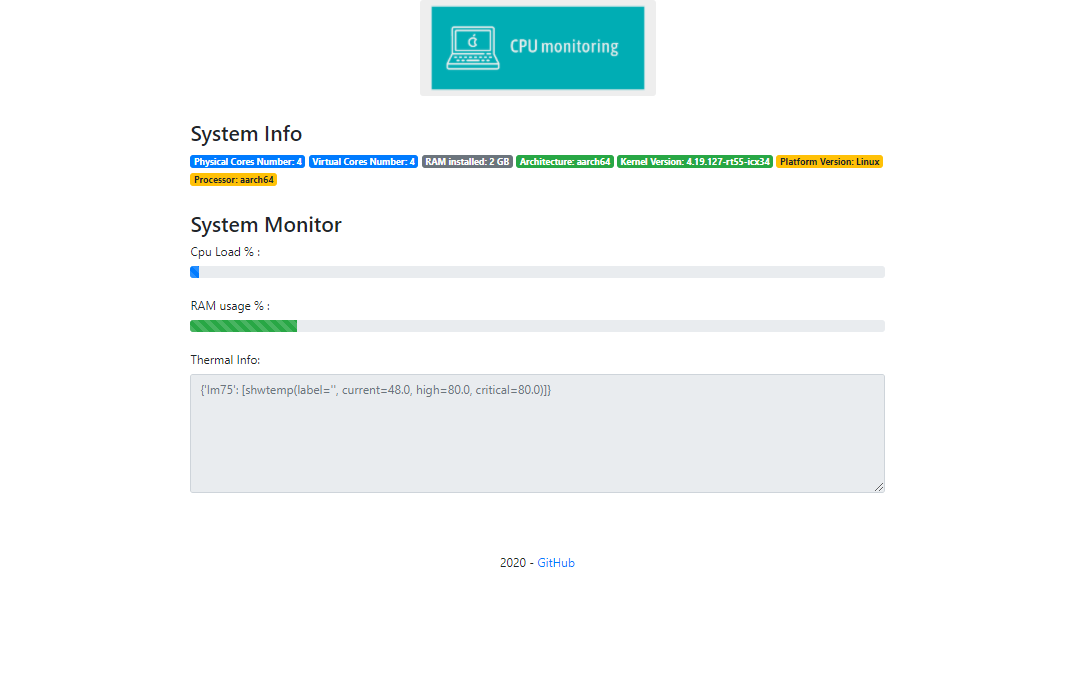 CPU monitoring
System Info
Physical Cores Number: 4 Virtual Cores Number: 4 RAM installed: 2 GB Architecture: aarch64 Kernel Version: 4.19.127-rt55-icx34 Platform Version: Linux
Processor: aarch64
System Monitor
Cpu Load % :
RAM usage % :
Thermal Info:
{'lm75': [shwtemp(label='', current=48.0, high=80.0, critical=80.0)]}
2020 - GitHub